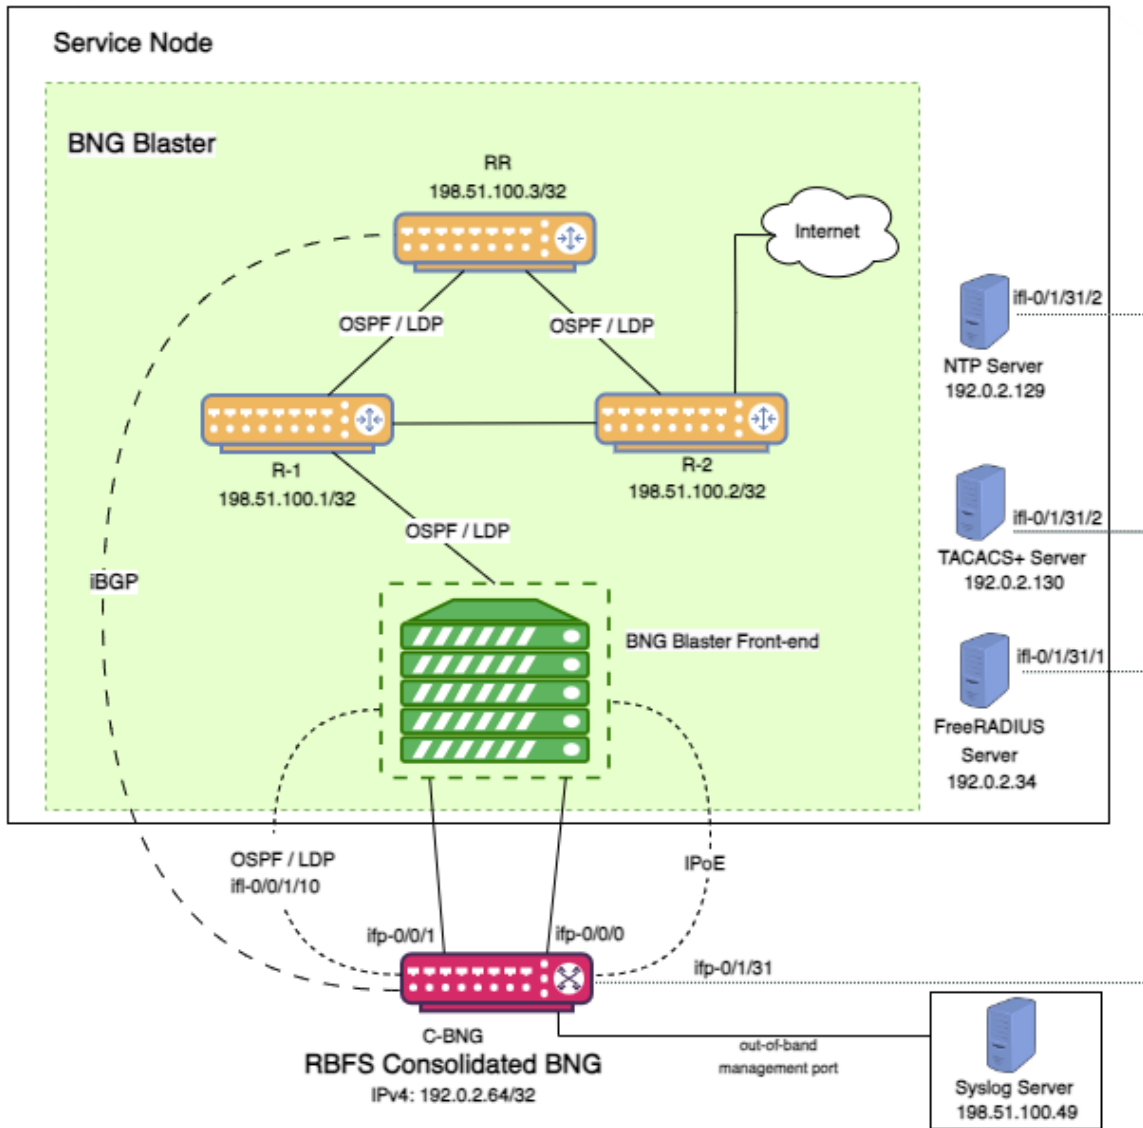 Service Node
BNG Blaster
RR
198.51.100.3/32
Internet
ifl-0/1/31/2
OSPF / LDP
OSPF / LDP
NTP Server
192.0.2.129
R-1
198.51.100.1/32
R-2
198.51.100.2/32
ifl-0/1/31/2
OSPF / LDP
TACACS+ Server
192.0.2.130
iBGP
BNG Blaster Front-end
ifl-0/1/31/1
FreeRADIUS
Server
192.0.2.34
OSPF / LDP
ifl-0/0/1/10
IPoE
ifp-0/0/1
ifp-0/0/0
ifp-0/1/31
C-BNG
RBFS Consolidated BNG
IPv4: 192.0.2.64/32
out-of-band
management port
Syslog Server
198.51.100.49